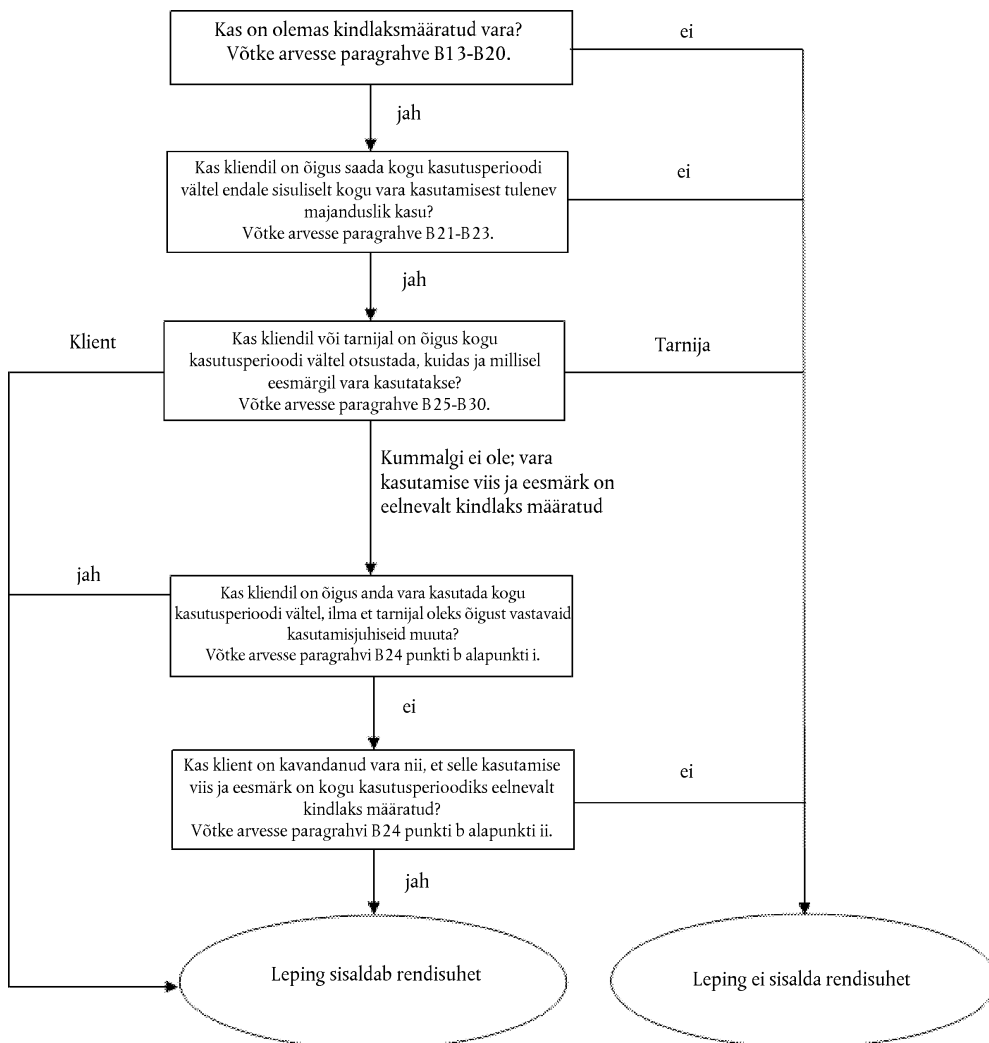 Kas on olemas kindlaksmääratud vara?
Võtke arvesse paragrahve B13-B20.
ei
jah
Kas kliendil on õigus saada kogu kasutusperioodi
vältel endale sisuliselt kogu vara kasutamisest tulenev
majanduslik kasu?
Võtke arvesse paragrahve B21-B23.
ei
jah
Klient
Kas kliendil või tarnijal on õigus kogu
kasutusperioodi vältel otsustada, kuidas ja millisel
eesmärgil vara kasutatakse?
Võtke arvesse paragrahve B25-B30.
Tarnija
Kummalgi ei ole; vara
kasutamise viis ja eesmärk on
eelnevalt kindlaks määratud
jah
Kas kliendil on õigus anda vara kasutada kogu
kasutusperioodi vältel, ilma et tarnijal oleks õigust vastavaid
kasutamisjuhiseid muuta?
Võtke arvesse paragrahvi B24 punkti b alapunkti i.
ei
Kas klient on kavandanud vara nii, et selle kasutamise
viis ja eesmärk on kogu kasutusperioodiks eelnevalt
kindlaks määratud?
Võtke arvesse paragrahvi B24 punkti b alapunkti ii.
ei
jah
Leping sisaldab rendisuhet
Leping ei sisalda rendisuhet